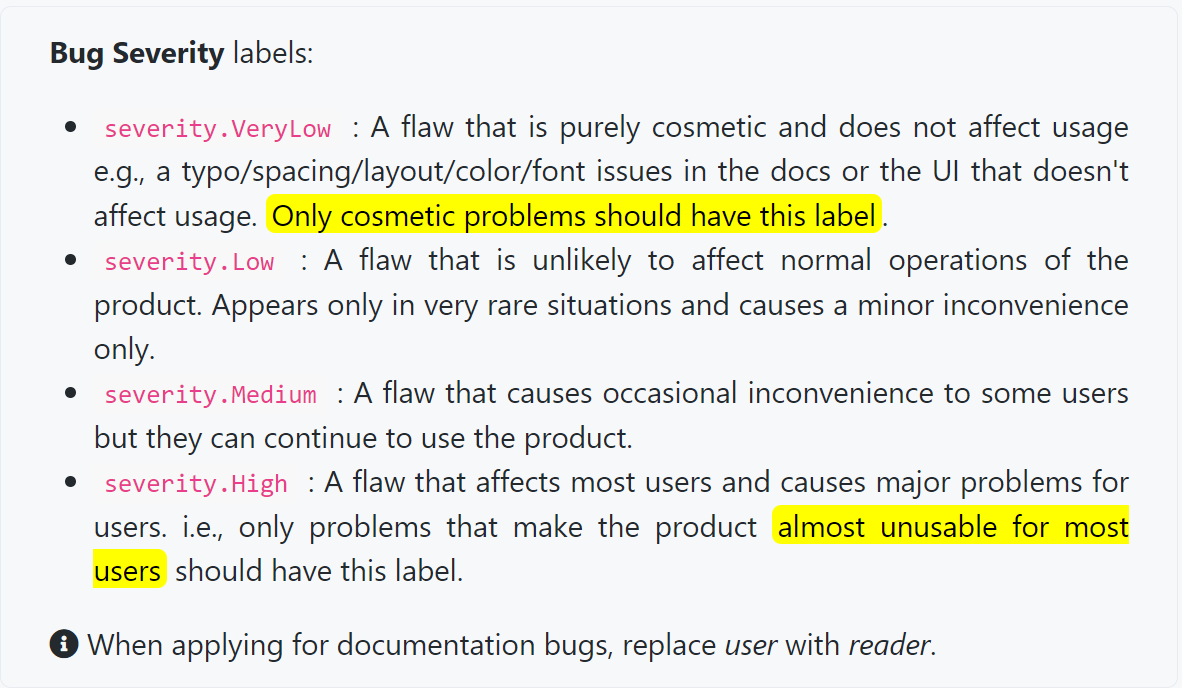 Bug Severity labels:
• severity.VeryLow : A flaw that is purely cosmetic and does not affect usage
e.g., a typo/spacing/layout/color/font issues in the docs or the UI that doesn't
affect usage. Only cosmetic problems should have this label.
• severity.Low : A flaw that is unlikely to affect normal operations of the
product. Appears only in very rare situations and causes a minor inconvenience
only.
• severity.Medium : A flaw that causes occasional inconvenience to some users
but they can continue to use the product.
• severity.High : A flaw that affects most users and causes major problems for
users. i.e., only problems that make the product almost unusable for most
users should have this label.
When applying for documentation bugs, replace user with reader.